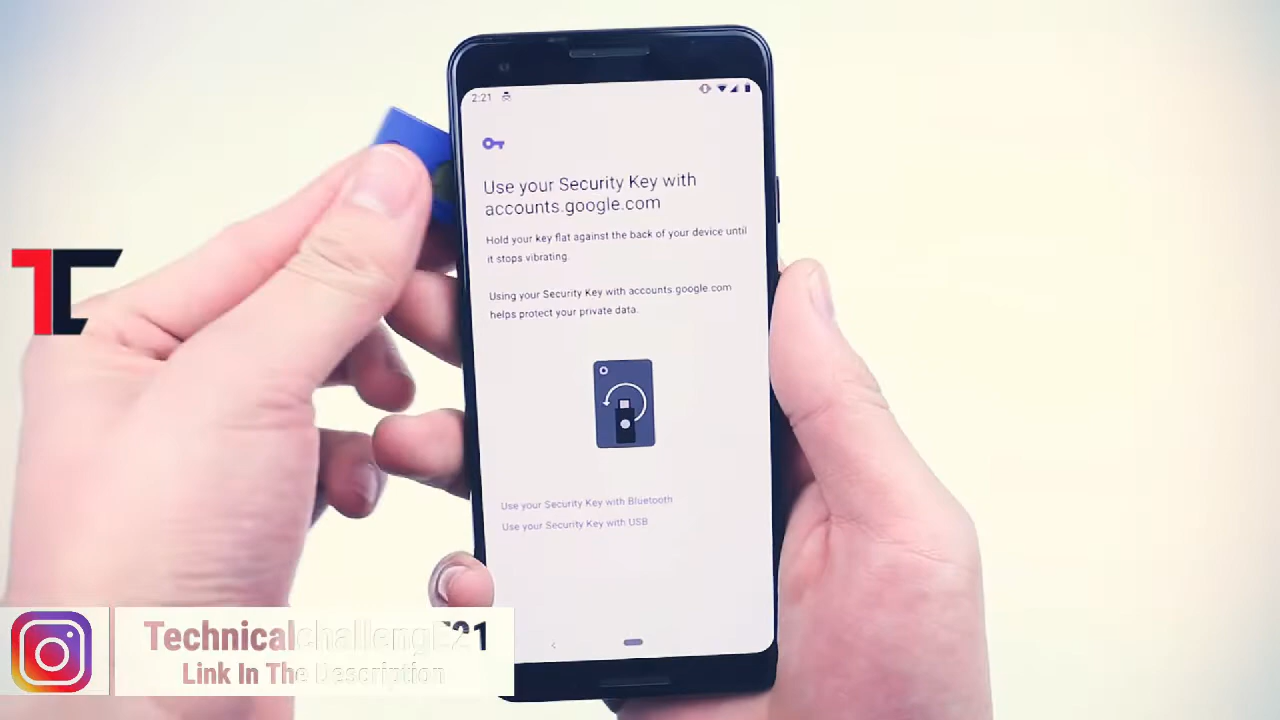 2:21
Use your Security Key with
accounts.google.com
Hold your key flat against the back of your device until
it stops vibrating.
Using your Security Key with accounts.google.com
helps protect your private data.
Use your Security Key with Bluetooth
Use your Security Key with USB
TC
TechnicalchallengE21
Link In The Description